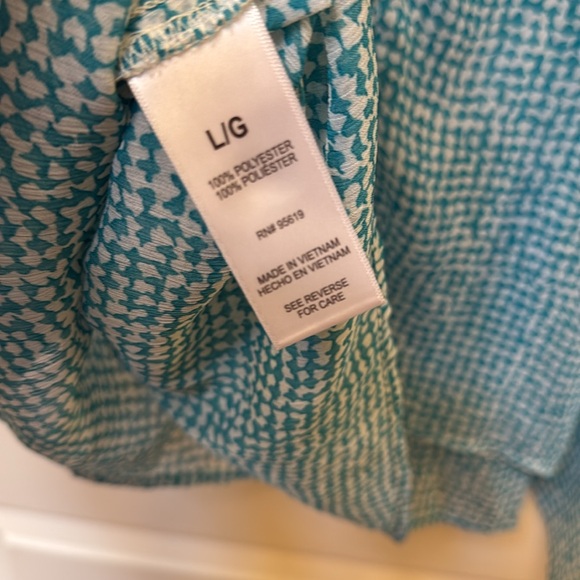 L/G
100% POLYESTER
100% POLIÉSTER
RN# 95619
MADE IN VIETNAM
HECHO EN VIETNAM
SEE REVERSE
FOR CARE